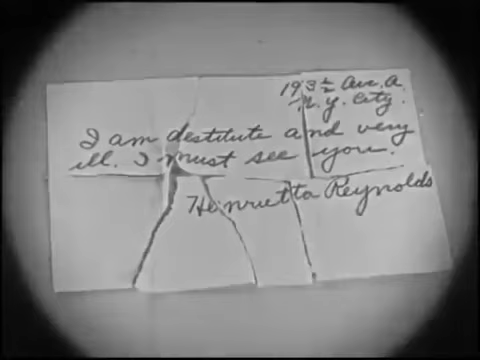 193½ Ave. A.
N.Y. City.
I am destitute and very
ill. I must see you.
Henrietta Reynolds